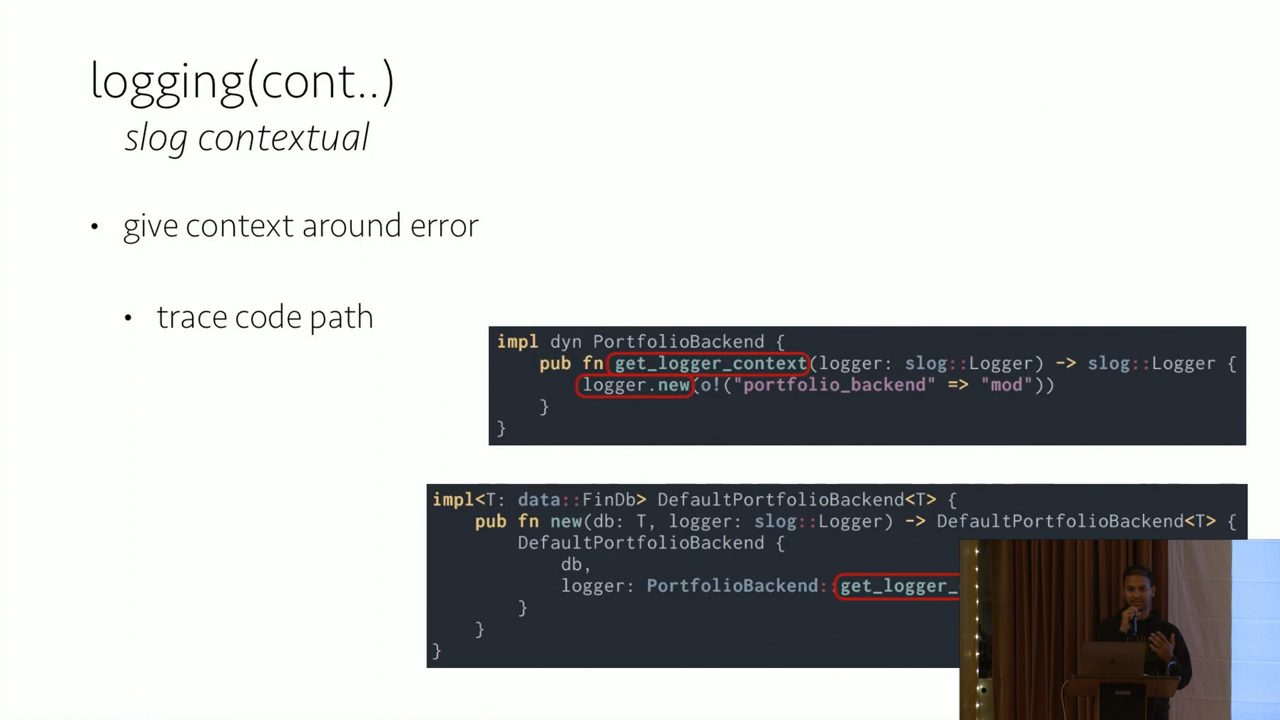 logging(cont..)
slog contextual
• give context around error
• trace code path
impl dyn PortfolioBackend {
    pub fn get_logger_context(logger: slog::Logger) -> slog::Logger {
        logger.new(o!("portfolio_backend" => "mod"))
    }
}
impl<T: data::FinDb> DefaultPortfolioBackend<T> {
    pub fn new(db: T, logger: slog::Logger) -> DefaultPortfolioBackend<T> {
        DefaultPortfolioBackend {
            db,
            logger: PortfolioBackend::get_logger_
        }
    }
}